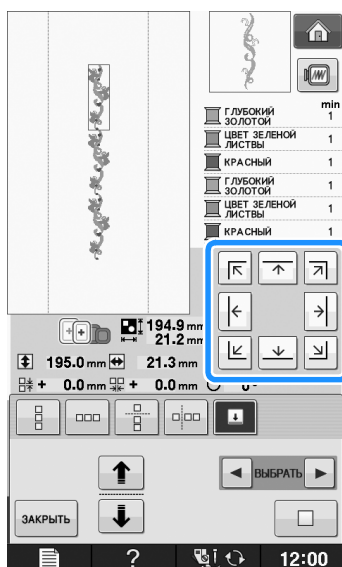 min
ГЛУБОКИЙ
ЗОЛОТОЙ
1
ЦВЕТ ЗЕЛЕНОЙ
ЛИСТВЫ
1
КРАСНЫЙ
1
ГЛУБОКИЙ
ЗОЛОТОЙ
1
ЦВЕТ ЗЕЛЕНОЙ
ЛИСТВЫ
1
КРАСНЫЙ
1
194.9 mm
21.2 mm
195.0 mm 21.3 mm
+ 0.0 mm + 0.0 mm 0°
ВЫБРАТЬ
ЗАКРЫТЬ
? 12:00